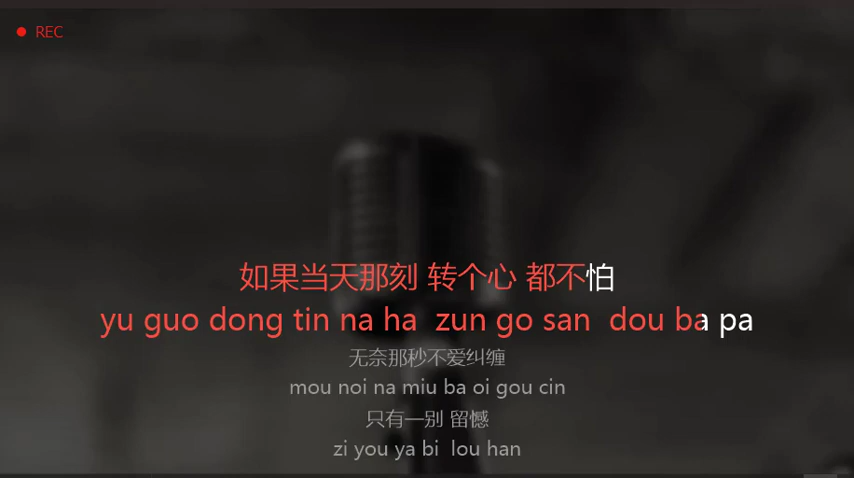 REC
如果当天那刻 转个心 都不怕
yu guo dong tin na ha zun go san dou ba pa
无奈那秒不爱纠缠
mou noi na miu ba oi gou cin
只有一别 留憾
zi you ya bi lou han